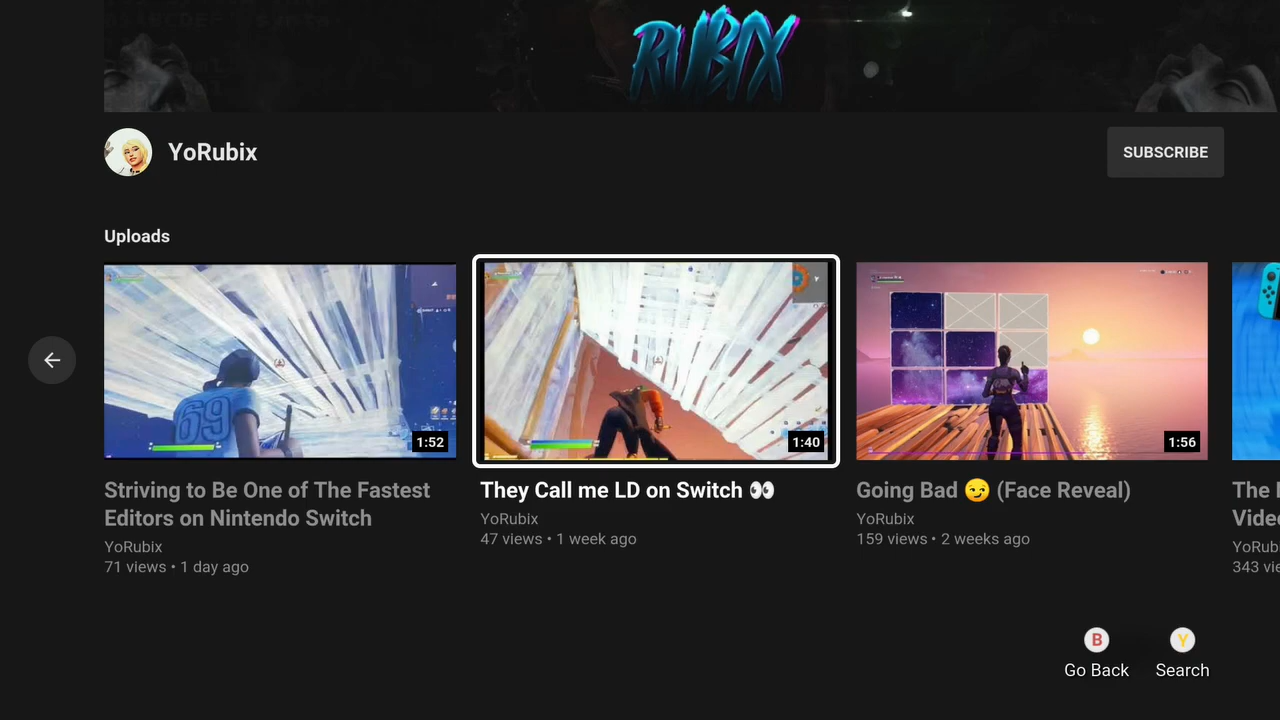 RUBIX
YoRubix
SUBSCRIBE
Uploads
69
1:52
1:40
1:56
Striving to Be One of The Fastest
Editors on Nintendo Switch
YoRubix
71 views • 1 day ago
They Call me LD on Switch 👀
YoRubix
47 views • 1 week ago
Going Bad 😏 (Face Reveal)
YoRubix
159 views • 2 weeks ago
The
B
Go Back
Y
Search